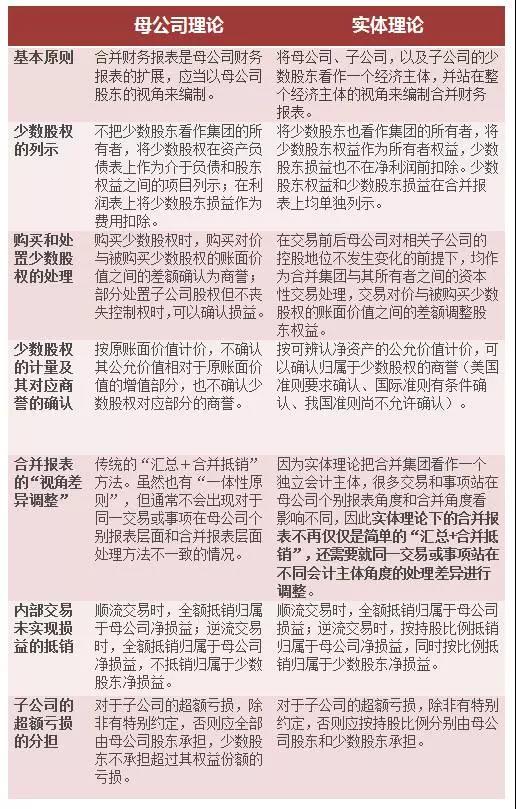 母公司理论
实体理论
基本原则
合并财务报表是母公司财务
报表的扩展，应当以母公司
股东的视角来编制。
将母公司、子公司，以及子公司的少
数股东看作一个经济主体，并站在整
个经济主体的视角来编制合并财务
报表。
少数股权
的列示
不把少数股东看作集团的所
有者，将少数股权在资产负
债表上作为介于负债和股东
权益之间的项目列示；在利
润表上将少数股东损益作为
费用扣除。
将少数股东也看作集团的所有者，将
少数股东权益作为所有者权益，少数
股东损益也不在净利润前扣除。少数
股东权益和少数股东损益在合并报
表上均单独列示。
购买和处
置少数股
权的处理
购买少数股权时，购买对价
与被购买少数股权的账面
价值之间的差额确认为商誉；
部分处置子公司股权但不丧
失控制权时，可以确认损益。
在交易前后母公司对相关子公司的
控股地位不发生变化的前提下，均作
为合并集团与其所有者之间的资本
性交易处理，交易对价与被购买少数
股权的账面价值之间的差额调整股
东权益。
少数股权
的计量及
其对应商
誉的确认
按原账面价值计价，不确认
其公允价值相对于原账面价
值的增值部分，也不确认少
数股权对应部分的商誉。
按可辨认净资产的公允价值计价，可
以确认归属于少数股权的商誉（美国
准则要求确认、国际准则有条件确
认、我国准则尚不允许确认）。
合并报表
的“视角差
异调整”
传统的“汇总＋合并抵销”
方法。虽然也有“一体性原
则”，但通常不会出现对于
同一交易或事项在母公司个
别报表层面和合并报表层面
处理方法不一致的情况。
因为实体理论把合并集团看作一个
独立会计主体，很多交易和事项站在
母公司个别报表角度和合并角度看
影响不同，因此实体理论下的合并报
表不再仅仅是简单的“汇总+合并抵
销”，还需要就同一交易或事项站在
不同会计主体角度的处理差异进行
调整。
内部交易
未实现损
益的抵销
顺流交易时，全额抵销归属
于母公司净损益；逆流交易
时，全额抵销归属于母公司
净损益，不抵销归属于少数
股东净损益。
顺流交易时，全额抵销归属于母公司
损益；逆流交易时，按持股比例抵销
归属于母公司净损益，同时按比例抵
销归属于少数股东净损益。
子公司的
超额亏损
的分担
对于子公司的超额亏损，除
非有特别约定，否则应全部
由母公司股东承担，少数股
东不承担超过其权益份额的
亏损。
对于子公司的超额亏损，除非有特别
约定，否则应按持股比例分别由母公
司股东和少数股东承担。